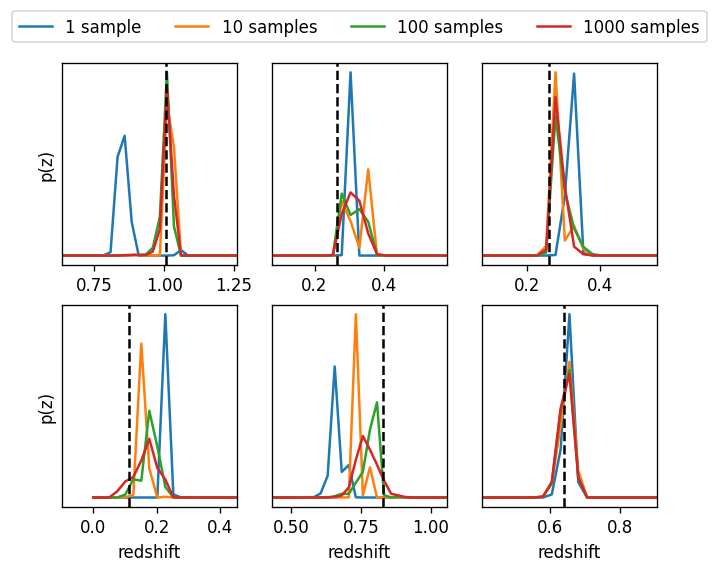 1 sample 10 samples 100 samples 1000 samples
p(z)
0.75 1.00 1.25 0.2 0.4 0.2 0.4
p(z)
0.0 0.2 0.4 0.50 0.75 1.00 0.6 0.8
redshift redshift redshift